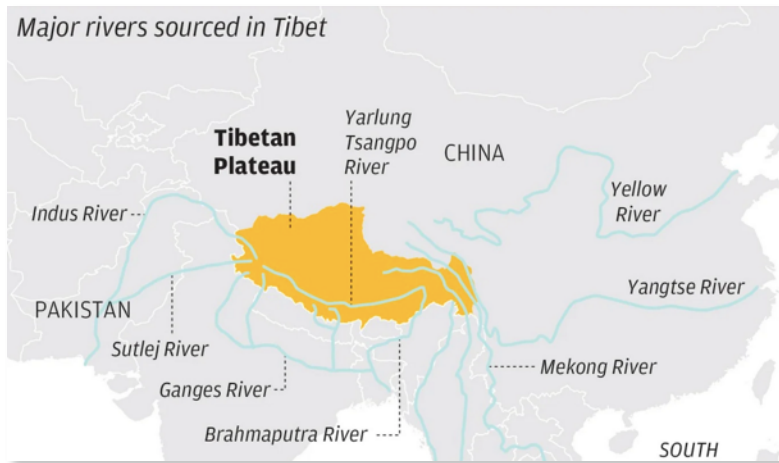 Major rivers sourced in Tibet
Yarlung
Tsangpo
River
Tibetan
Plateau
CHINA
Yellow
River
Indus River
Yangtse River
PAKISTAN
Sutlej River
Mekong River
Ganges River
Brahmaputra River
SOUTH